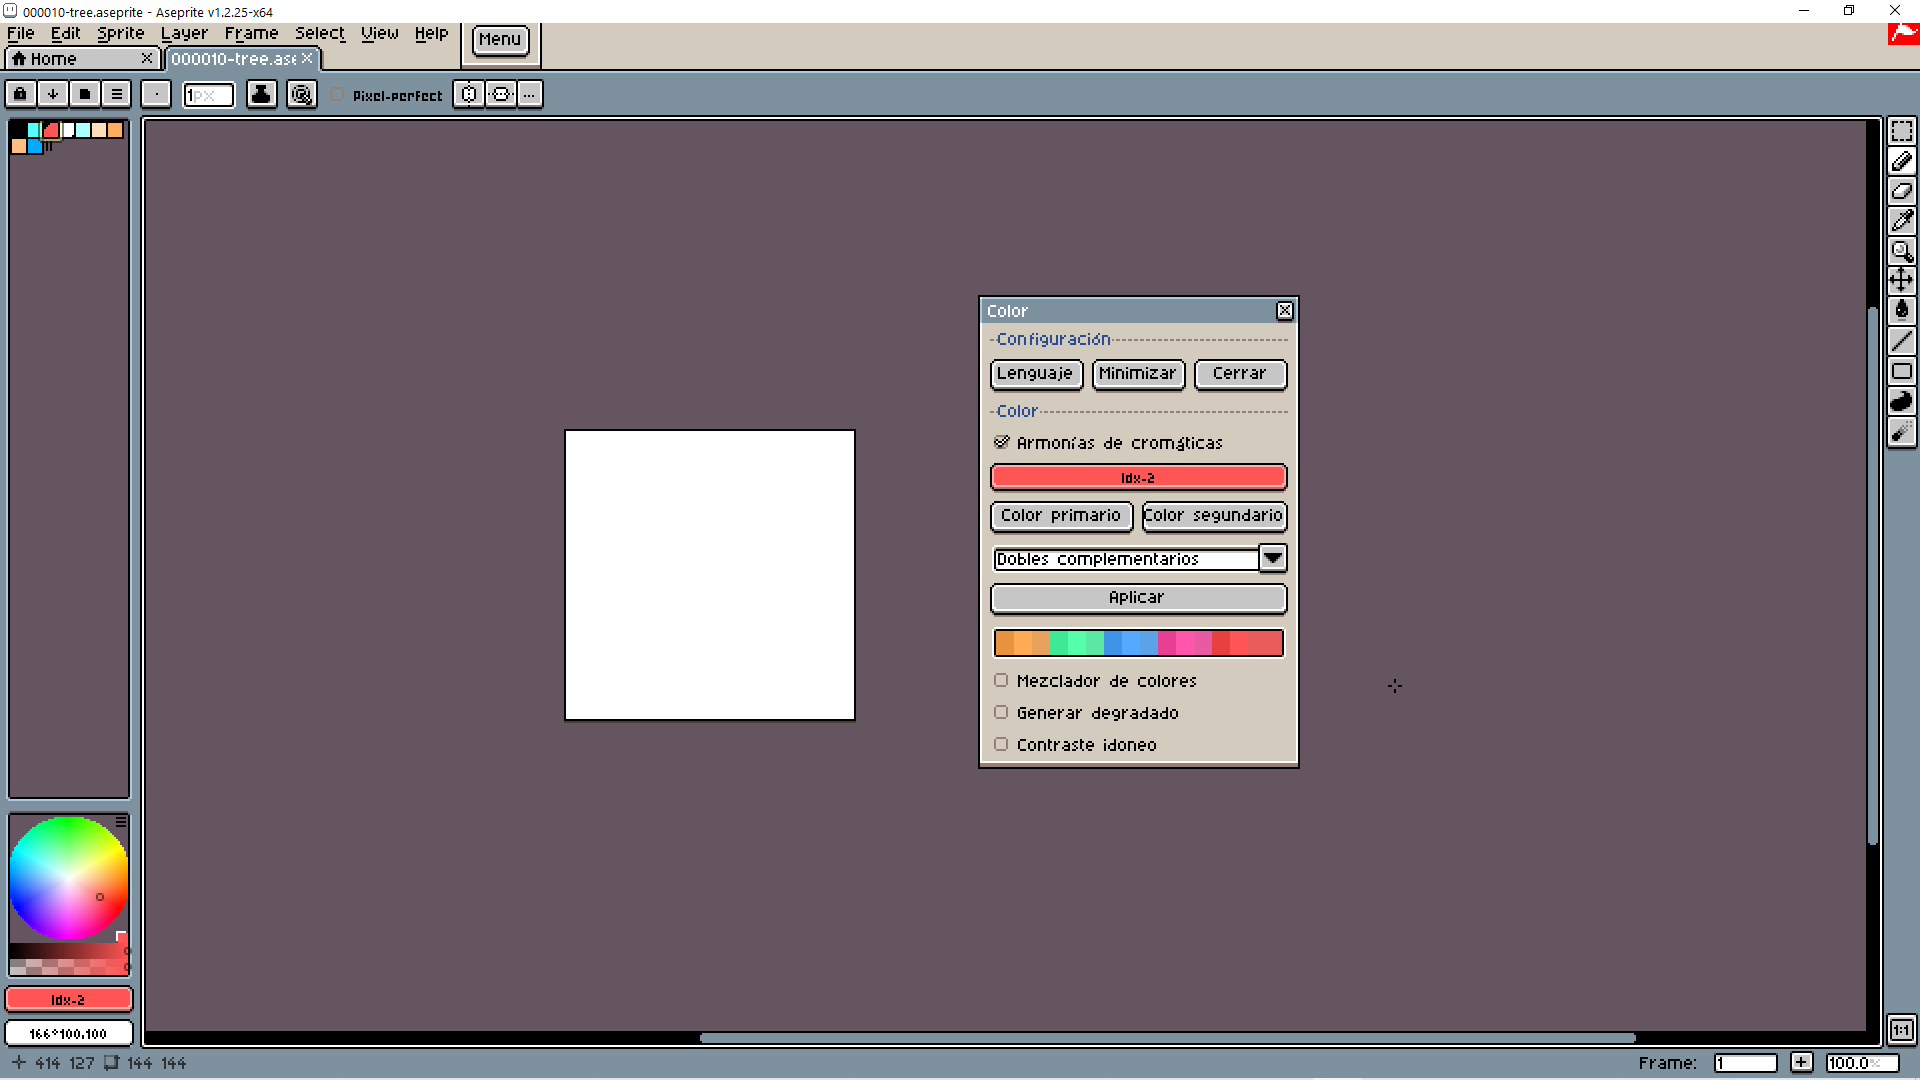 000010-tree.aseprite - Aseprite v1.2.25-x64
File Edit Sprite Layer Frame Select View Help
Menu
Home
000010-tree.ase
1px
Pixel-perfect
...
Color
Configuración
Lenguaje Minimizar Cerrar
Color
Armonías de cromáticas
Idx-2
Color primario Color segundario
Dobles complementarios
Aplicar
Mezclador de colores
Generar degradado
Contraste idoneo
Idx-2
1:1
414 127 144 144
Frame: 1 + 100.0%